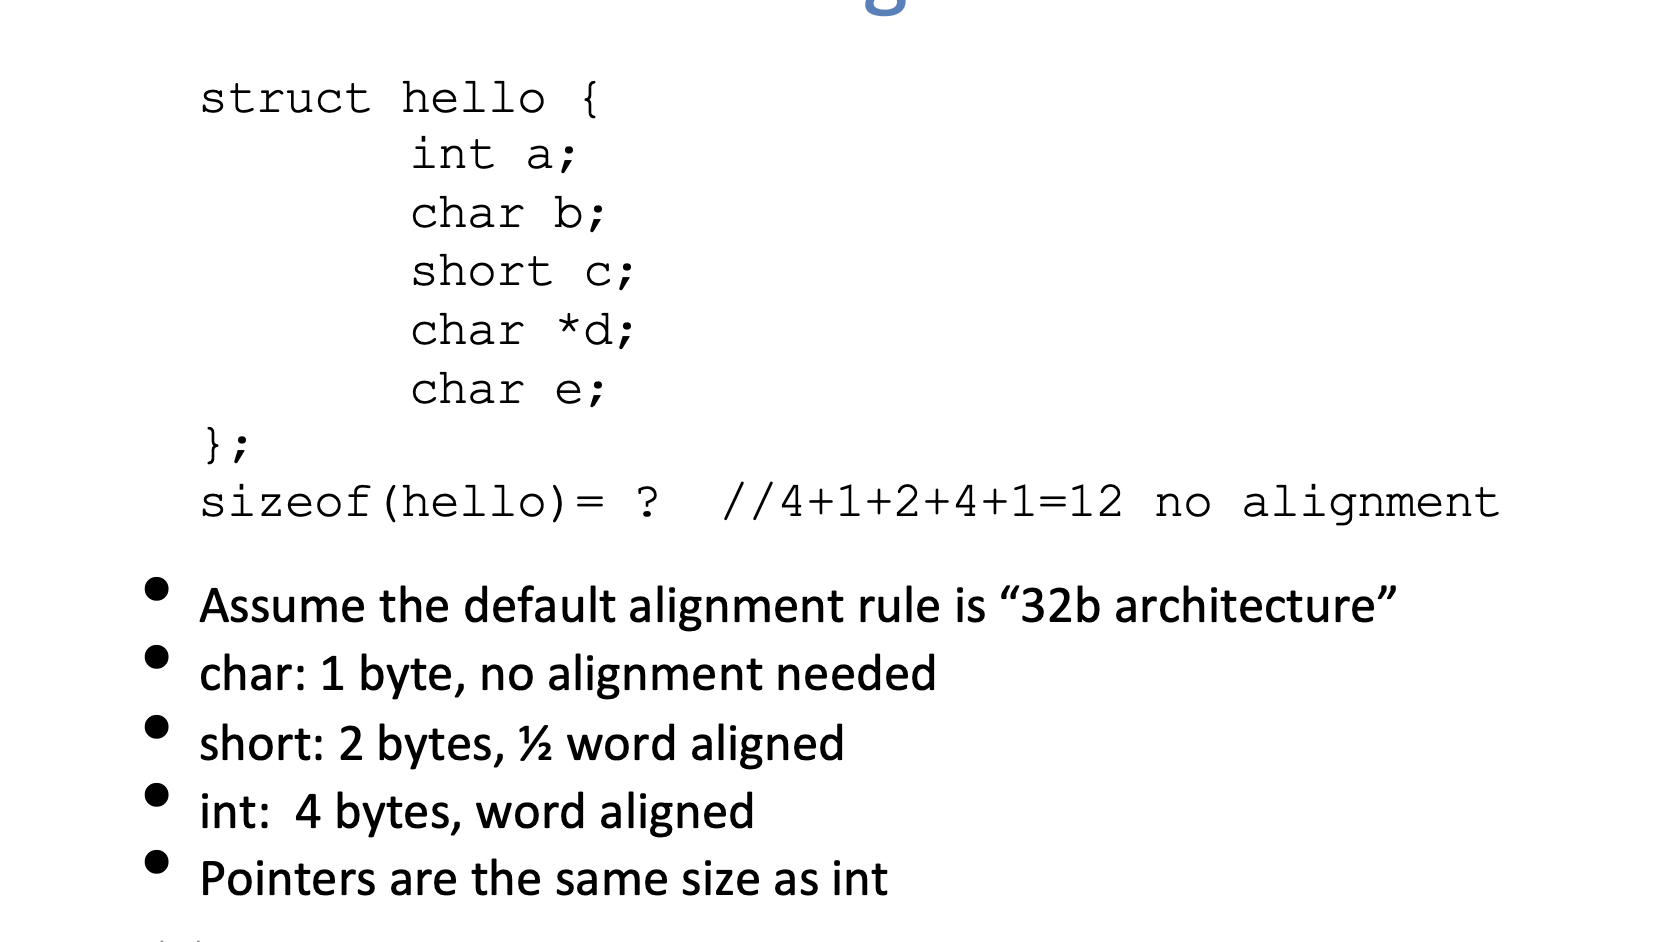 struct hello {
int a;
char b;
short c;
char *d;
char e;
};
sizeof(hello)= ? //4+1+2+4+1=12 no alignment
• Assume the default alignment rule is “32b architecture”
• char: 1 byte, no alignment needed
• short: 2 bytes, ½ word aligned
• int: 4 bytes, word aligned
• Pointers are the same size as int